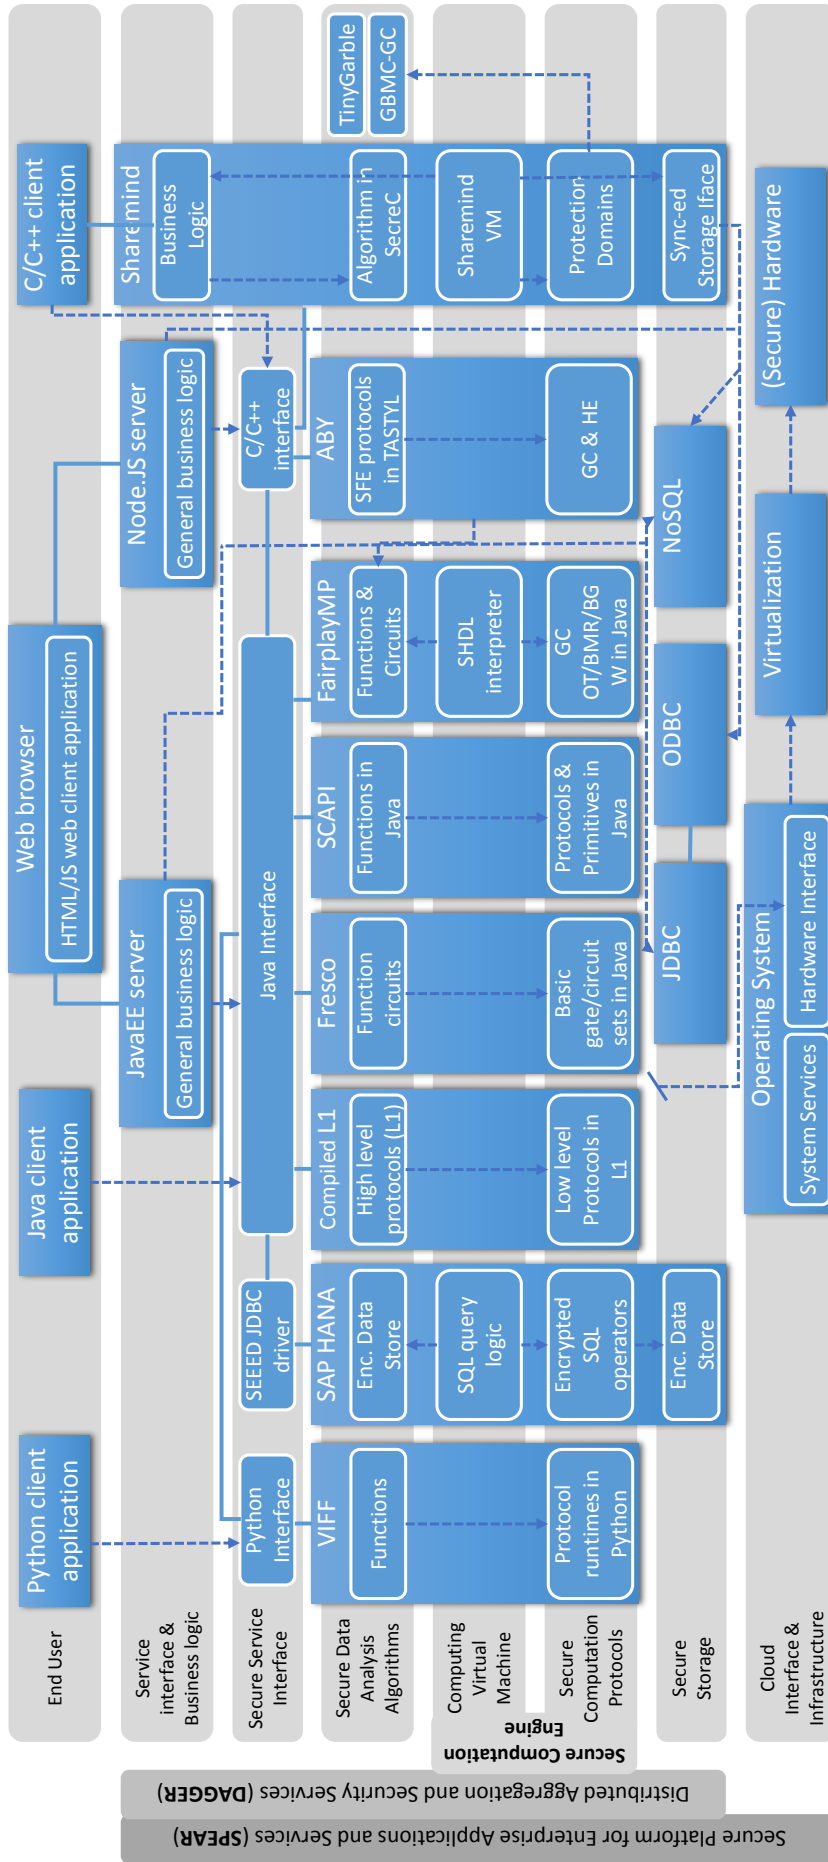 End User
Python client
application
Java client
application
Web browser
HTML/JS web client application
C/C++ client
application
Service
interface &
Business logic
JavaEE server
General business logic
Node.JS server
General business logic
Sharemind
Business
Logic
Secure Service
Interface
Python
Interface
SEEED JDBC
driver
Java Interface
C/C++
interface
Secure Data
Analysis
Algorithms
VIFF
Functions
SAP HANA
Enc. Data
Store
Compiled L1
High level
protocols (L1)
Fresco
Function
circuits
SCAPI
Functions in
Java
FairplayMP
Functions &
Circuits
ABY
SFE protocols
in TASTYL
Algorithm in
SecreC
TinyGarble
GBMC-GC
Computing
Virtual
Machine
SQL query
logic
SHDL
interpreter
Sharemind
VM
Secure
Computation
Protocols
Protocol
runtimes in
Python
Encrypted
SQL
operators
Low level
Protocols in
L1
Basic
gate/circuit
sets in Java
Protocols &
Primitives in
Java
GC
OT/BMR/BG
W in Java
GC & HE
Protection
Domains
Secure
Storage
Enc. Data
Store
JDBC
ODBC
NoSQL
Sync-ed
Storage Iface
Cloud
Interface &
Infrastructure
Operating System
System Services
Hardware Interface
Virtualization
(Secure) Hardware
Secure Computation
Engine
Distributed Aggregation and Security Services (DAGGER)
Secure Platform for Enterprise Applications and Services (SPEAR)